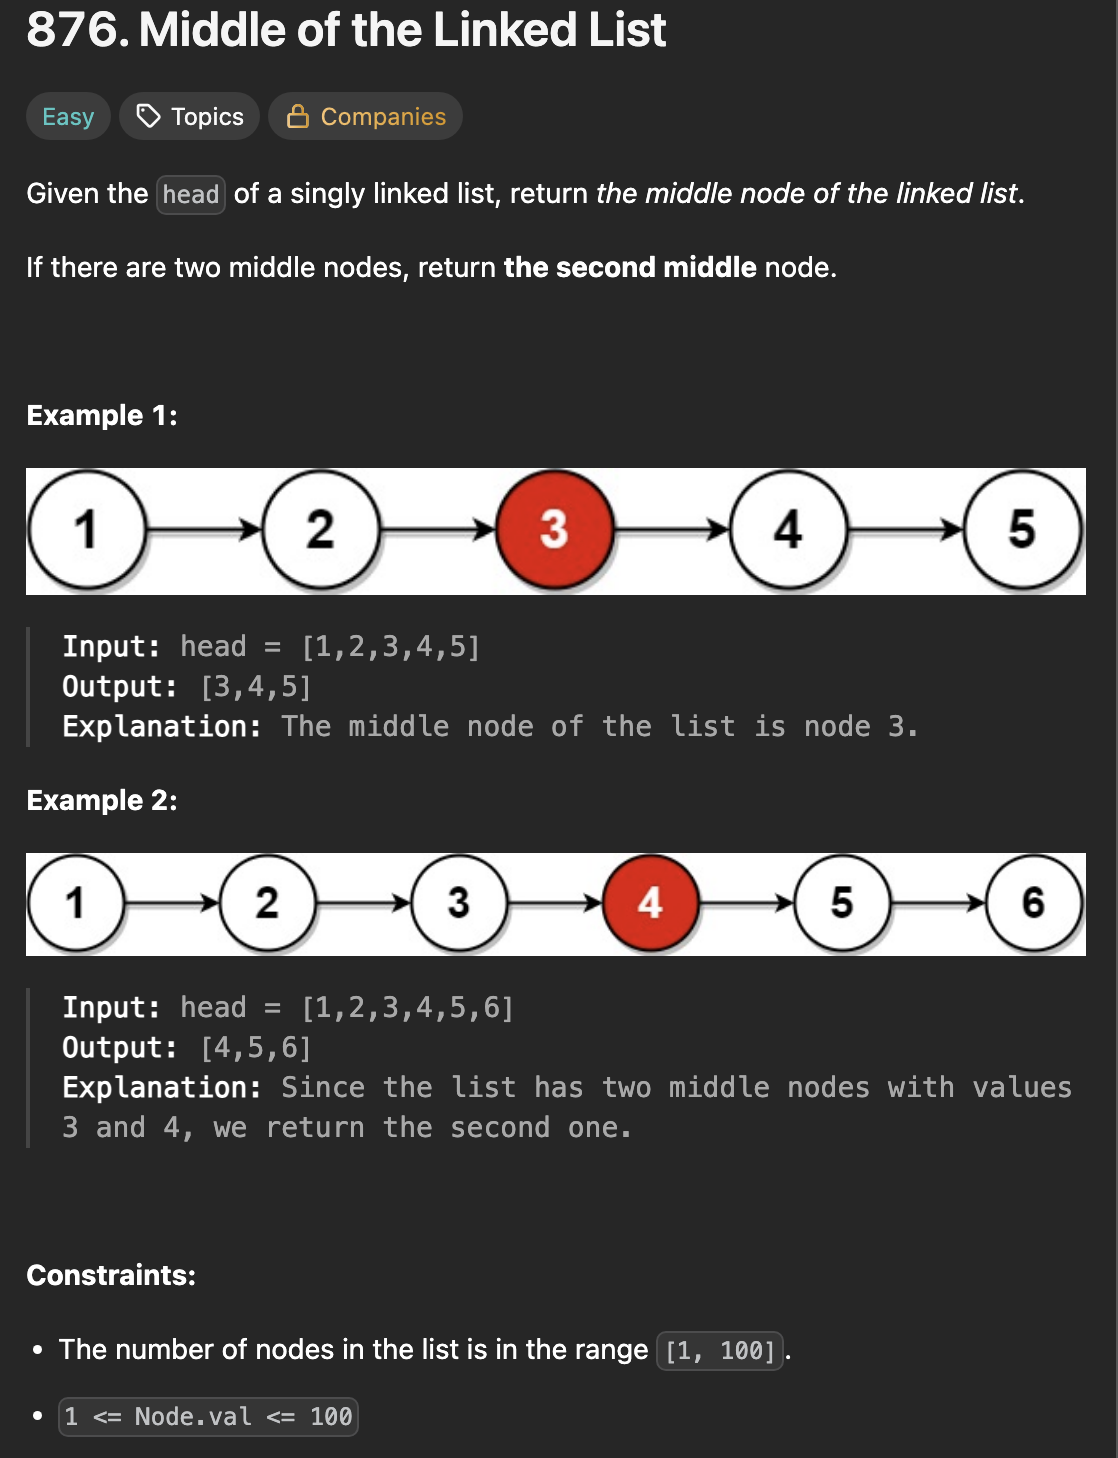 876. Middle of the Linked List
Easy Topics Companies
Given the head of a singly linked list, return the middle node of the linked list.
If there are two middle nodes, return the second middle node.
Example 1:
1 2 3 4 5
Input: head = [1,2,3,4,5]
Output: [3,4,5]
Explanation: The middle node of the list is node 3.
Example 2:
1 2 3 4 5 6
Input: head = [1,2,3,4,5,6]
Output: [4,5,6]
Explanation: Since the list has two middle nodes with values
3 and 4, we return the second one.
Constraints:
• The number of nodes in the list is in the range [1, 100].
• 1 <= Node.val <= 100